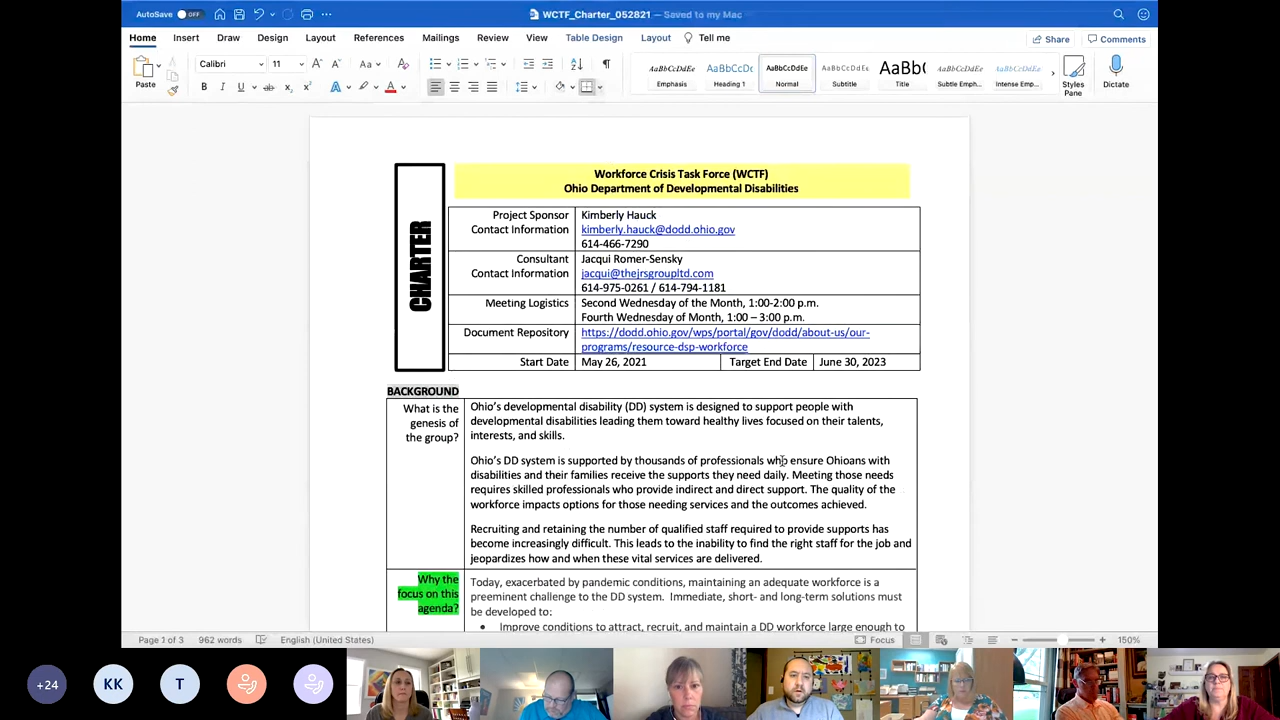 AutoSave OFF
WCTF_Charter_052821 — Saved to my Mac
Home Insert Draw Design Layout References Mailings Review View Table Design Layout Tell me
Share Comments
Paste
Calibri 11
AaBbCcDdEe AaBbCcDc AaBbCcDdEe AaBbCcDdEe AaBb( AaBbCcDdEe AaBbCcDdEe
Emphasis Heading 1 Normal Subtitle Title Subtle Emph... Intense Emp...
Styles Pane
Dictate
CHARTER
Workforce Crisis Task Force (WCTF)
Ohio Department of Developmental Disabilities
Project Sponsor Kimberly Hauck
Contact Information kimberly.hauck@dodd.ohio.gov
614-466-7290
Consultant Jacqui Romer-Sensky
Contact Information jacqui@thejrsgroupltd.com
614-975-0261 / 614-794-1181
Meeting Logistics Second Wednesday of the Month, 1:00-2:00 p.m.
Fourth Wednesday of Month, 1:00 – 3:00 p.m.
Document Repository https://dodd.ohio.gov/wps/portal/gov/dodd/about-us/our-
programs/resource-dsp-workforce
Start Date May 26, 2021 Target End Date June 30, 2023
BACKGROUND
What is the
genesis of
the group?
Ohio's developmental disability (DD) system is designed to support people with
developmental disabilities leading them toward healthy lives focused on their talents,
interests, and skills.
Ohio's DD system is supported by thousands of professionals who ensure Ohioans with
disabilities and their families receive the supports they need daily. Meeting those needs
requires skilled professionals who provide indirect and direct support. The quality of the
workforce impacts options for those needing services and the outcomes achieved.
Recruiting and retaining the number of qualified staff required to provide supports has
become increasingly difficult. This leads to the inability to find the right staff for the job and
jeopardizes how and when these vital services are delivered.
Why the
focus on this
agenda?
Today, exacerbated by pandemic conditions, maintaining an adequate workforce is a
preeminent challenge to the DD system. Immediate, short- and long-term solutions must
be developed to:
• Improve conditions to attract, recruit, and maintain a DD workforce large enough to
Page 1 of 3 962 words English (United States) Focus 150%
+24 KK T